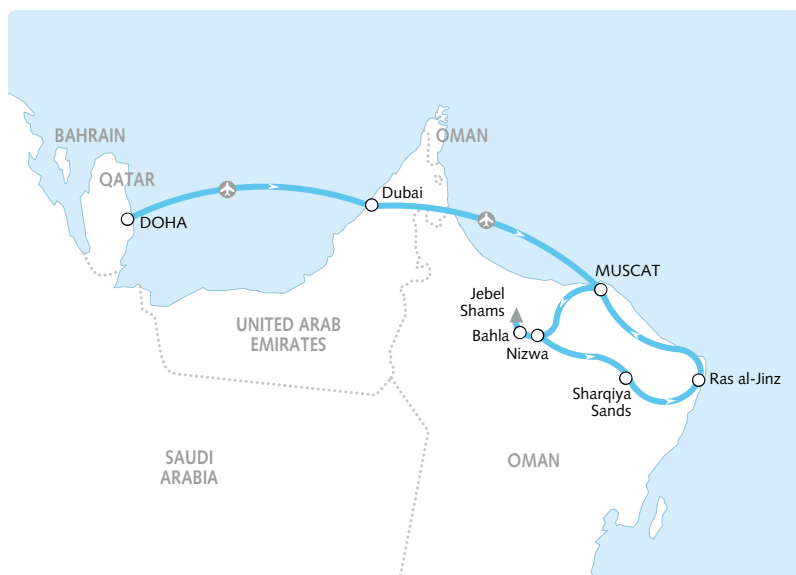 BAHRAIN
OMAN
QATAR
Dubai
DOHA
MUSCAT
Jebel
Shams
UNITED ARAB
EMIRATES
Bahla
Nizwa
Ras al-Jinz
Sharqiya
Sands
SAUDI
ARABIA
OMAN